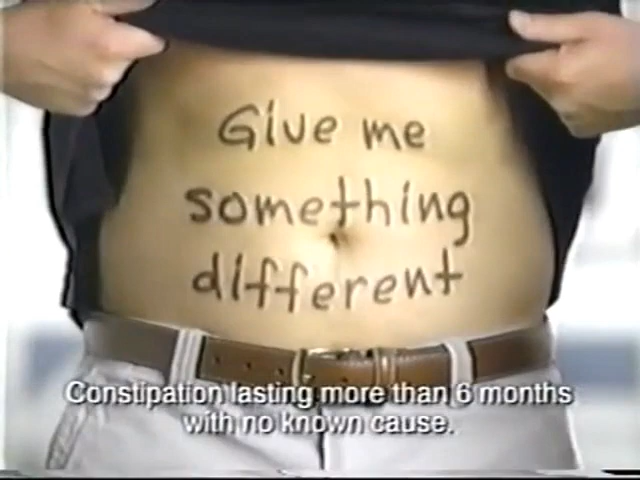 Give me
something
different
Constipation lasting more than 6 months
with no known cause.